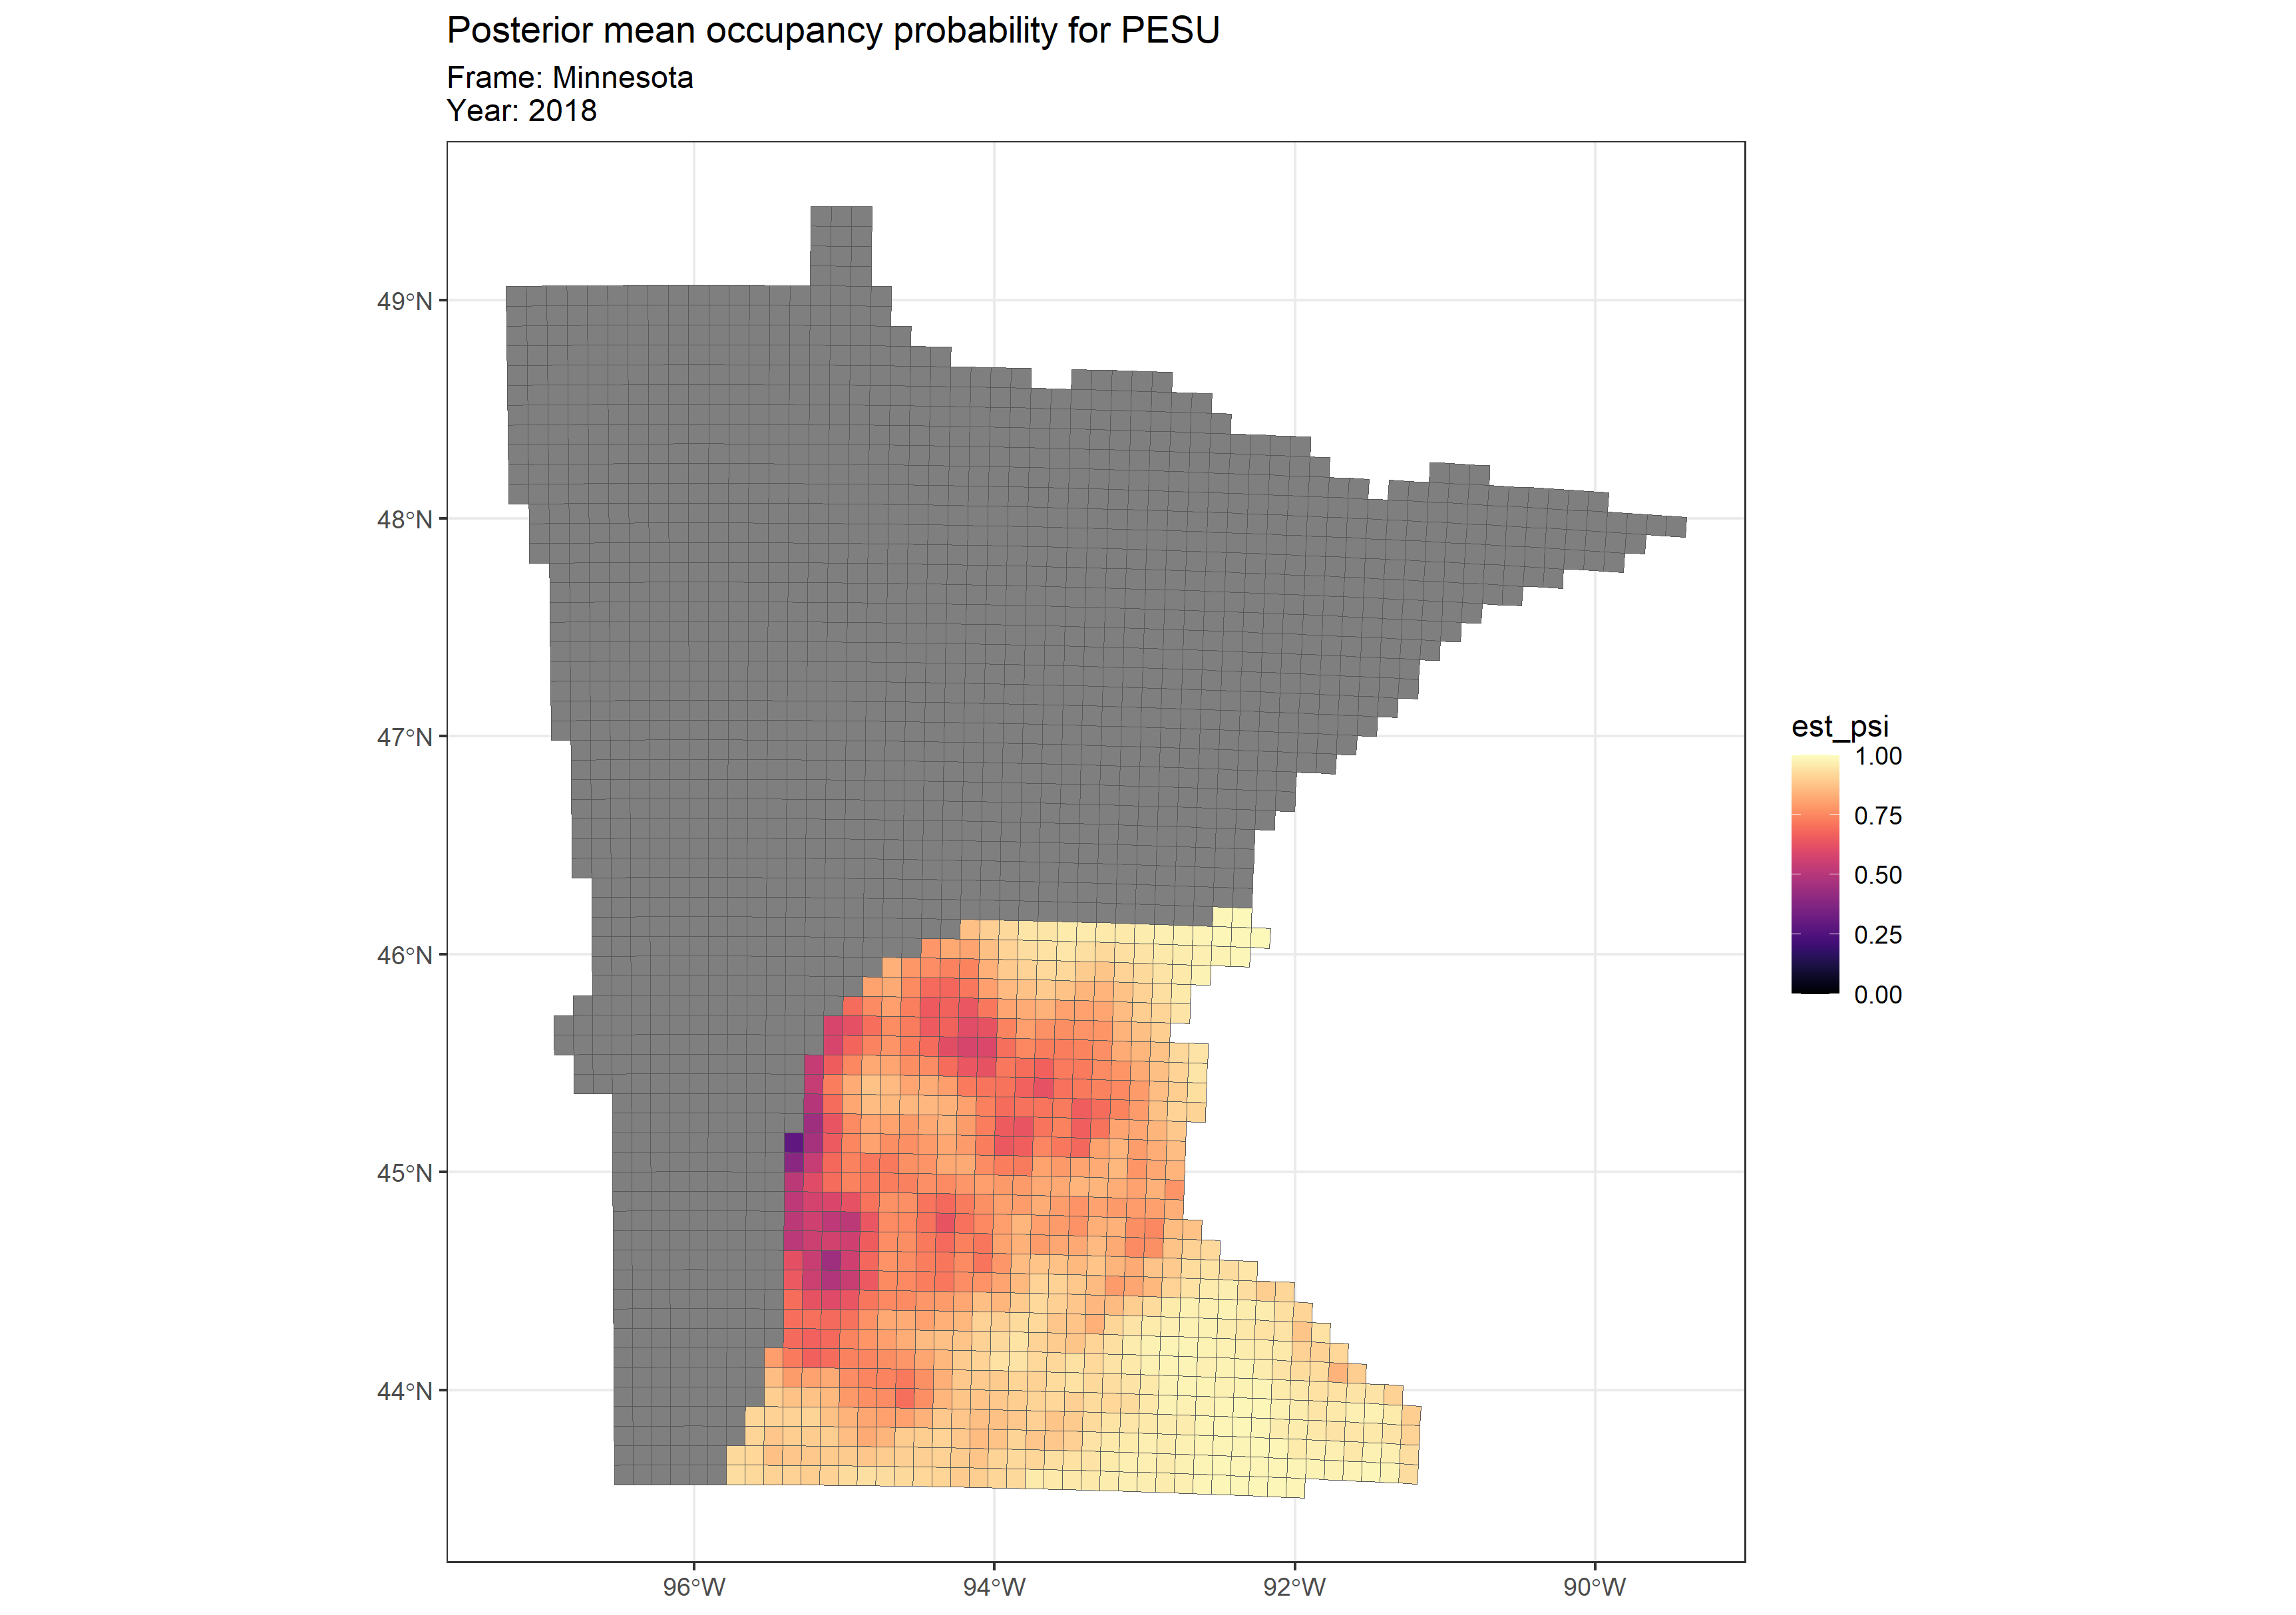 Posterior mean occupancy probability for PESU
Frame: Minnesota
Year: 2018
49°N
48°N
47°N
46°N
45°N
44°N
96°W
94°W
92°W
90°W
est_psi
1.00
0.75
0.50
0.25
0.00